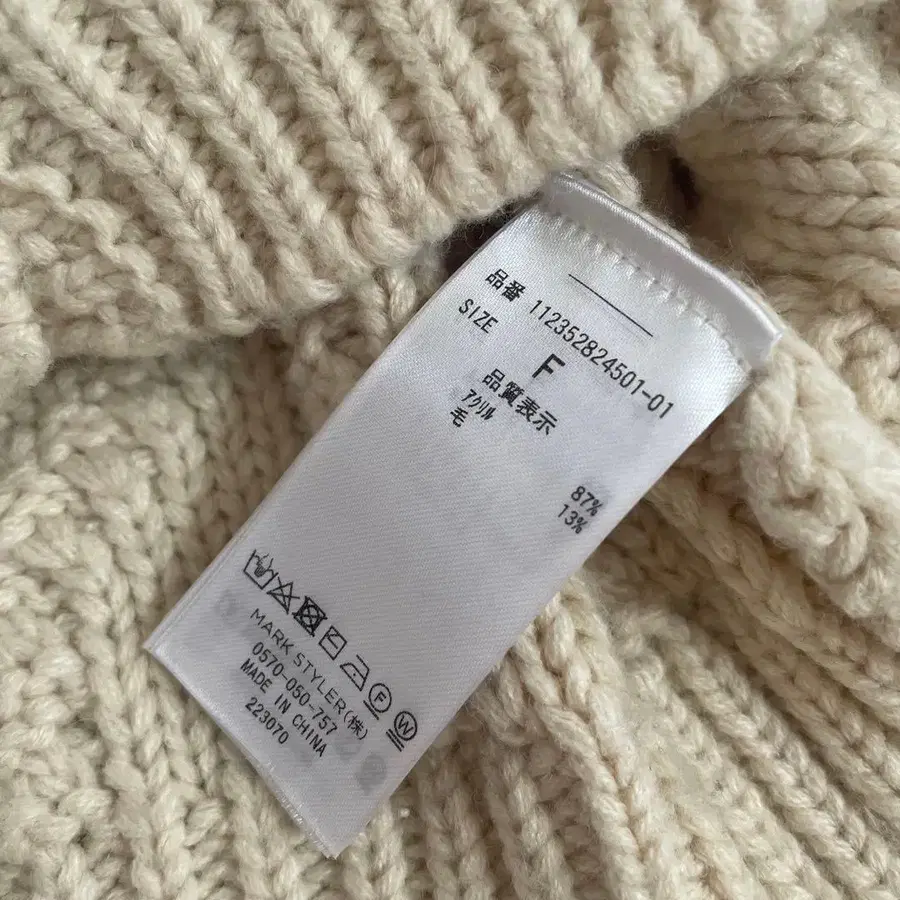 品番 112352824501-01
SIZE F
品質表示
アクリル 87%
毛 13%
F W
MARK STYLER(株)
0570-060-757
MADE IN CHINA
223070